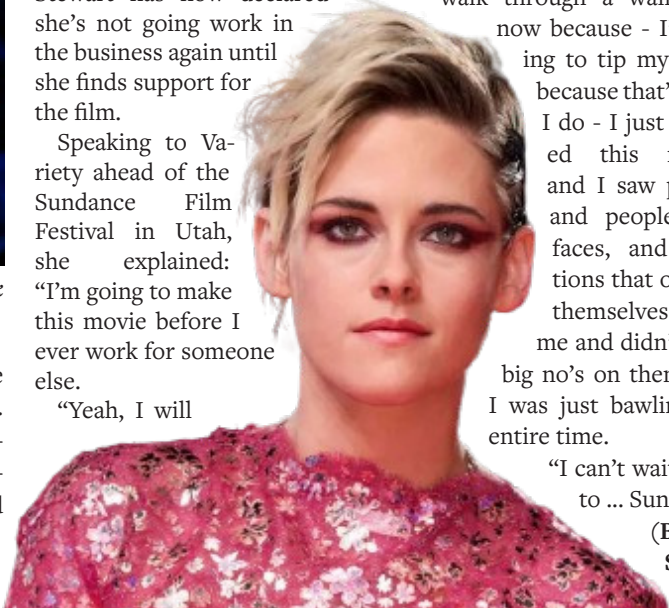 Stewart has now declared
she’s not going work in
the business again until
she finds support for
the film.
Speaking to Va-
riety ahead of the
Sundance Film
Festival in Utah,
she explained:
“I’m going to make
this movie before I
ever work for someone
else.
“Yeah, I will
walk through a
now because - I
ing to tip my
because that’
I do - I just
ed this
and I saw p
and people
faces, and
tions that o
themselves
me and didn’
big no’s on
I was just bawlin
entire time.
“I can’t wai
to ... Sun